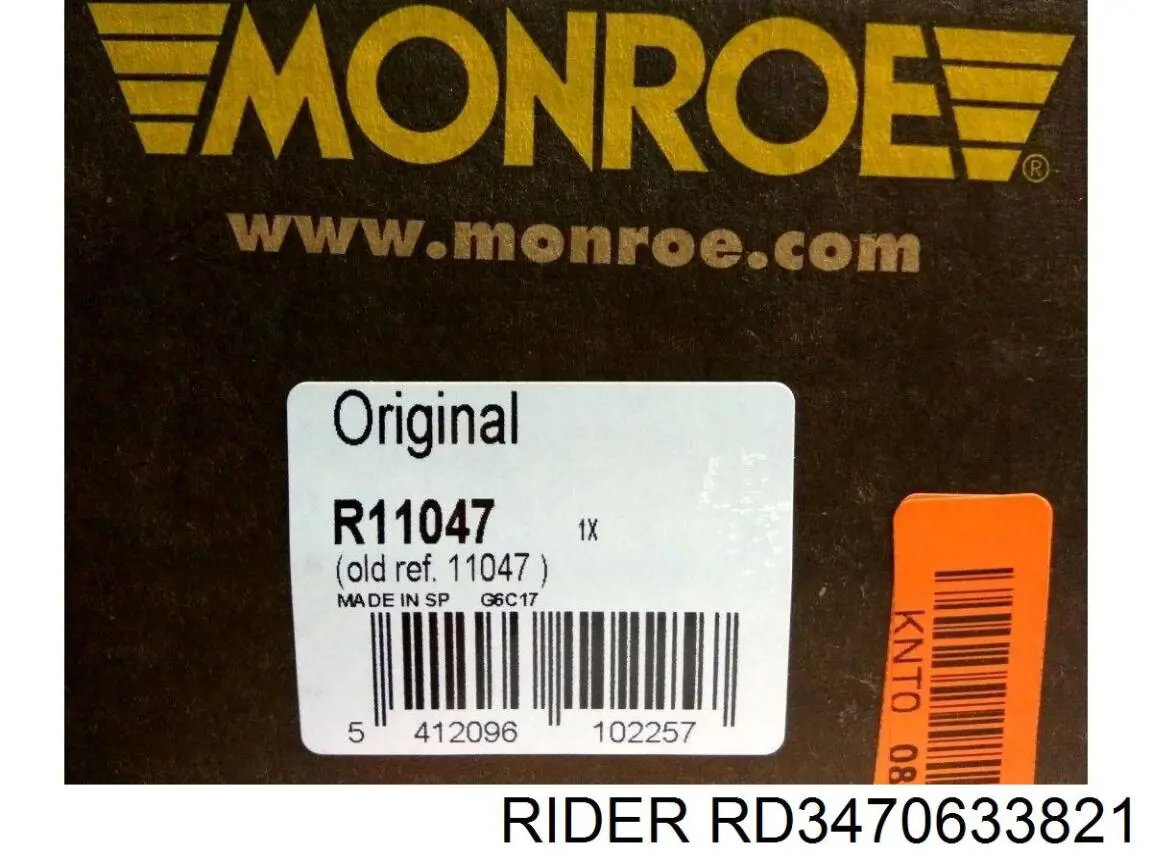 MONROE®
www.monroe.com
Original
R11047 1X
(old ref. 11047 )
MADE IN SP G6C17
5 412096 102257
KNTO 08
RIDER RD3470633821